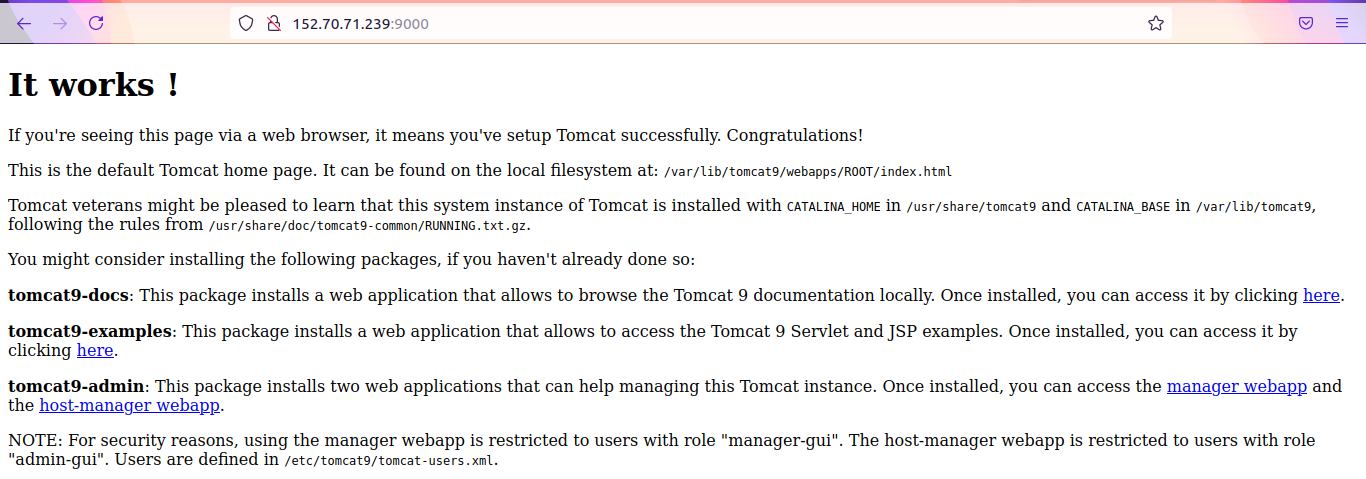 152.70.71.239:9000
It works !
If you're seeing this page via a web browser, it means you've setup Tomcat successfully. Congratulations!
This is the default Tomcat home page. It can be found on the local filesystem at: /var/lib/tomcat9/webapps/ROOT/index.html
Tomcat veterans might be pleased to learn that this system instance of Tomcat is installed with CATALINA_HOME in /usr/share/tomcat9 and CATALINA_BASE in /var/lib/tomcat9,
following the rules from /usr/share/doc/tomcat9-common/RUNNING.txt.gz.
You might consider installing the following packages, if you haven't already done so:
tomcat9-docs: This package installs a web application that allows to browse the Tomcat 9 documentation locally. Once installed, you can access it by clicking here.
tomcat9-examples: This package installs a web application that allows to access the Tomcat 9 Servlet and JSP examples. Once installed, you can access it by
clicking here.
tomcat9-admin: This package installs two web applications that can help managing this Tomcat instance. Once installed, you can access the manager webapp and
the host-manager webapp.
NOTE: For security reasons, using the manager webapp is restricted to users with role "manager-gui". The host-manager webapp is restricted to users with role
"admin-gui". Users are defined in /etc/tomcat9/tomcat-users.xml.